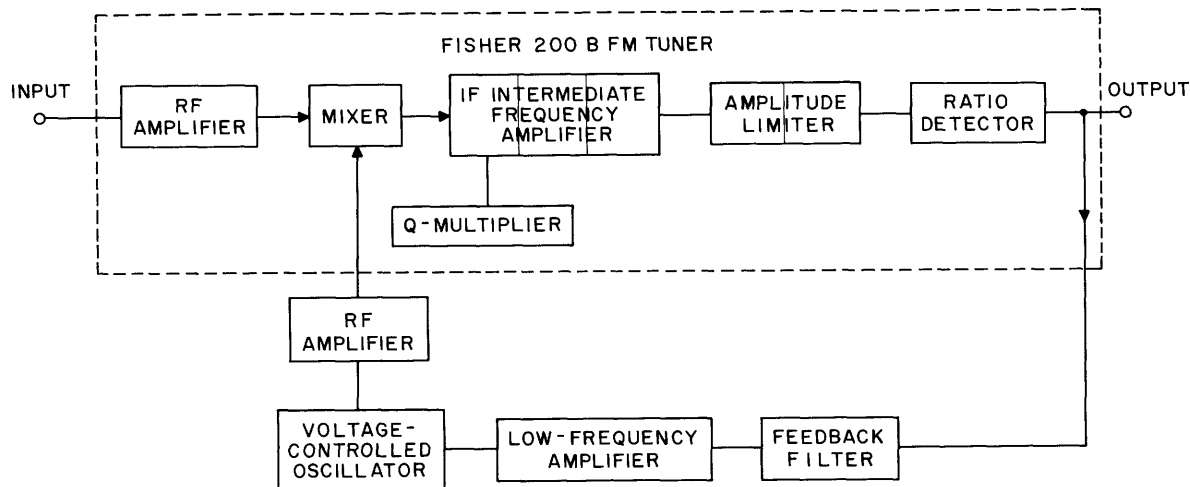 FISHER 200 B FM TUNER
INPUT
RF
AMPLIFIER
MIXER
IF INTERMEDIATE
FREQUENCY
AMPLIFIER
AMPLITUDE
LIMITER
RATIO
DETECTOR
OUTPUT
Q-MULTIPLIER
RF
AMPLIFIER
VOLTAGE-
CONTROLLED
OSCILLATOR
LOW-FREQUENCY
AMPLIFIER
FEEDBACK
FILTER